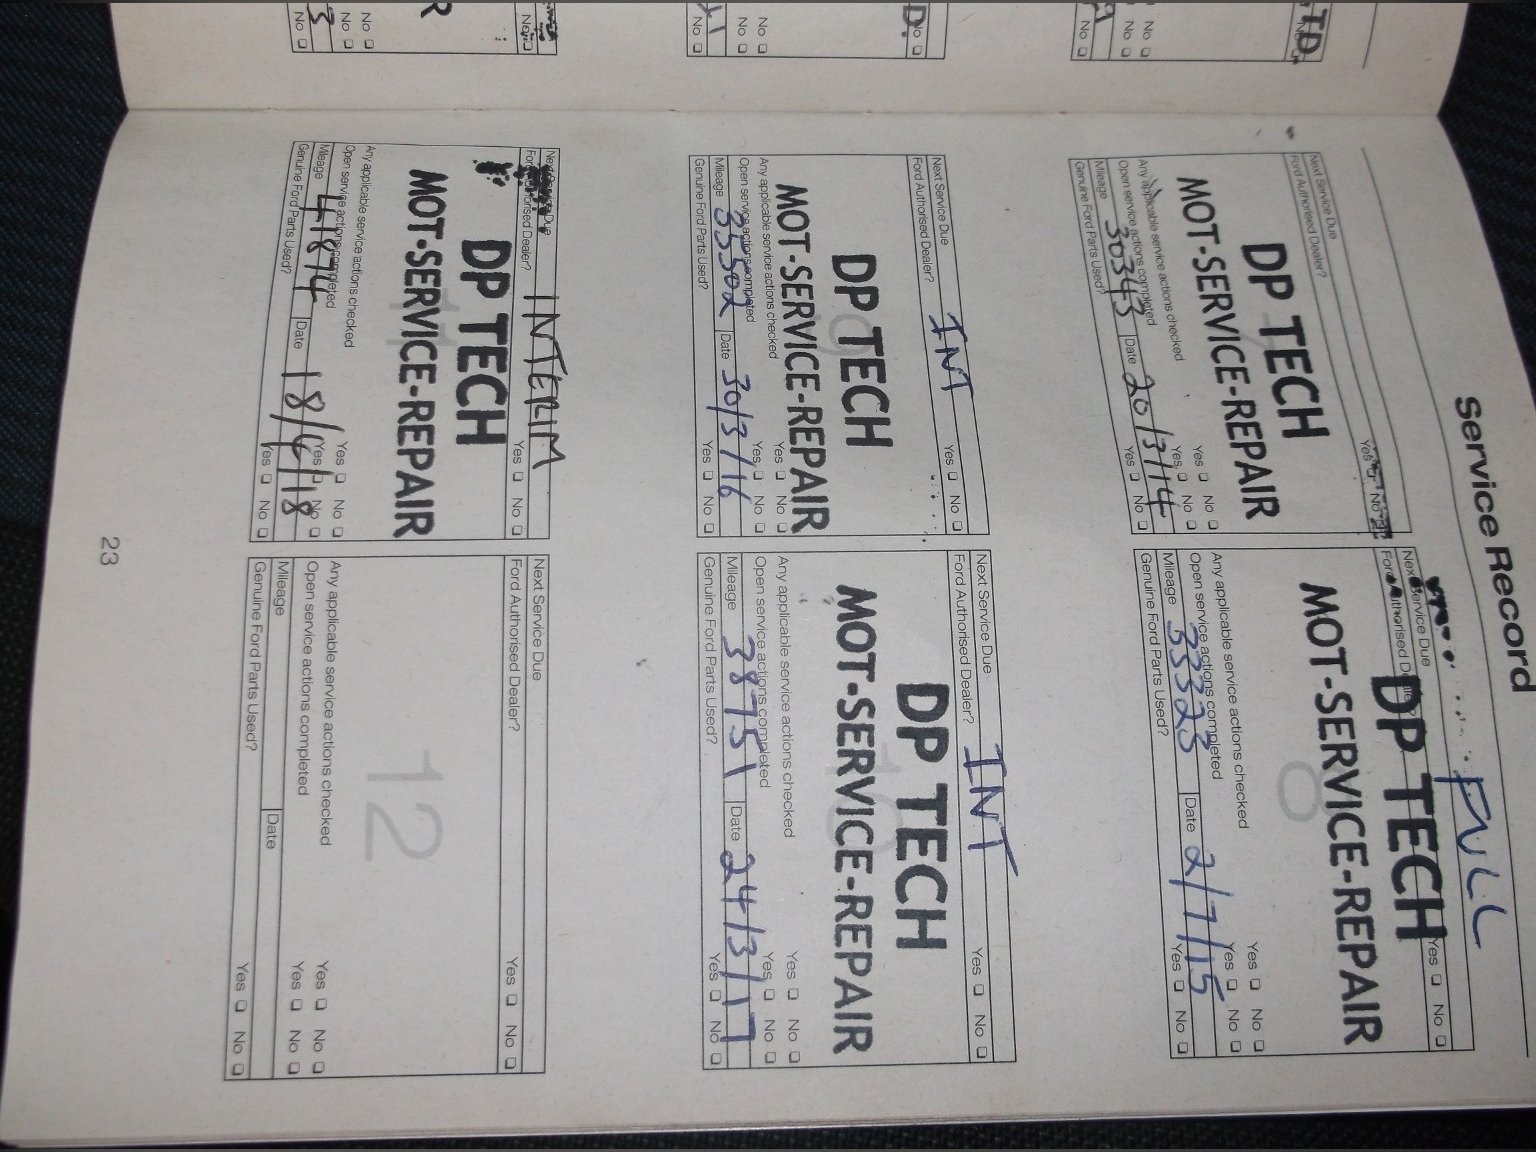 Service Record
7
Next Service Due
Ford Authorised Dealer? Yes No
DP TECH
MOT-SERVICE-REPAIR
Any applicable service actions checked Yes No
Open service actions completed Yes No
Mileage 30343 Date 20/3/14
Genuine Ford Parts Used? Yes No
8
Next Service Due FULL
Ford Authorised Dealer? Yes No
DP TECH
MOT-SERVICE-REPAIR
Any applicable service actions checked Yes No
Open service actions completed Yes No
Mileage 33323 Date 2/7/15
Genuine Ford Parts Used? Yes No
9
Next Service Due INT
Ford Authorised Dealer? Yes No
DP TECH
MOT-SERVICE-REPAIR
Any applicable service actions checked Yes No
Open service actions completed Yes No
Mileage 35502 Date 30/3/16
Genuine Ford Parts Used? Yes No
10
Next Service Due INT
Ford Authorised Dealer? Yes No
DP TECH
MOT-SERVICE-REPAIR
Any applicable service actions checked Yes No
Open service actions completed Yes No
Mileage 38751 Date 24/3/17
Genuine Ford Parts Used? Yes No
11
Next Service Due INTERIM
Ford Authorised Dealer? Yes No
DP TECH
MOT-SERVICE-REPAIR
Any applicable service actions checked Yes No
Open service actions completed Yes No
Mileage 41874 Date 18/6/18
Genuine Ford Parts Used? Yes No
12
Next Service Due
Ford Authorised Dealer? Yes No
Any applicable service actions checked Yes No
Open service actions completed Yes No
Mileage Date
Genuine Ford Parts Used? Yes No
23